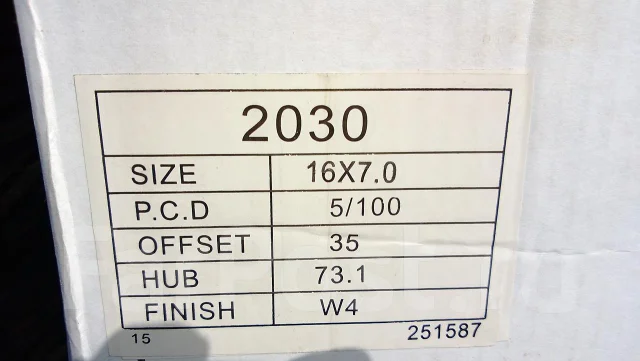 2030
SIZE 16X7.0
P.C.D 5/100
OFFSET 35
HUB 73.1
FINISH W4
15 251587